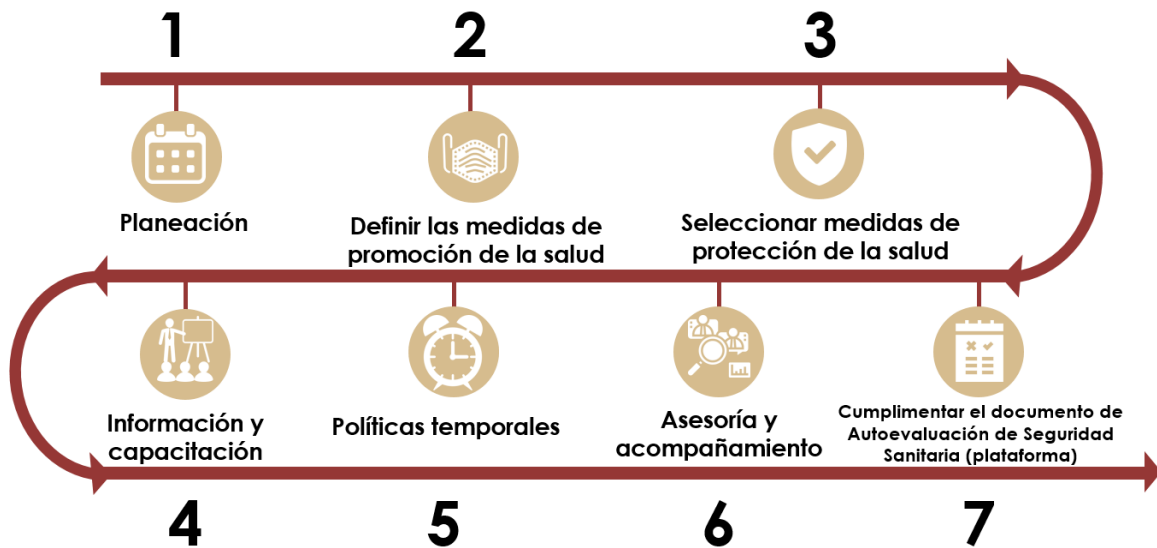 1
2
3
Planeación
Definir las medidas de
promoción de la salud
Seleccionar medidas de
protección de la salud
Información y
capacitación
Políticas temporales
Asesoría y
acompañamiento
Cumplimentar el documento de
Autoevaluación de Seguridad
Sanitaria (plataforma)
4
5
6
7